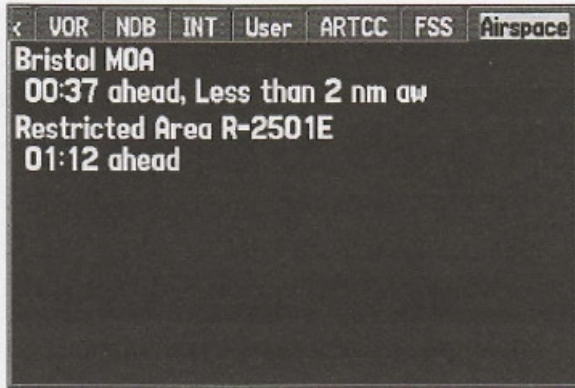 < VOR NDB INT User ARTCC FSS Airspace
Bristol MOA
00:37 ahead, Less than 2 nm aw
Restricted Area R-2501E
01:12 ahead